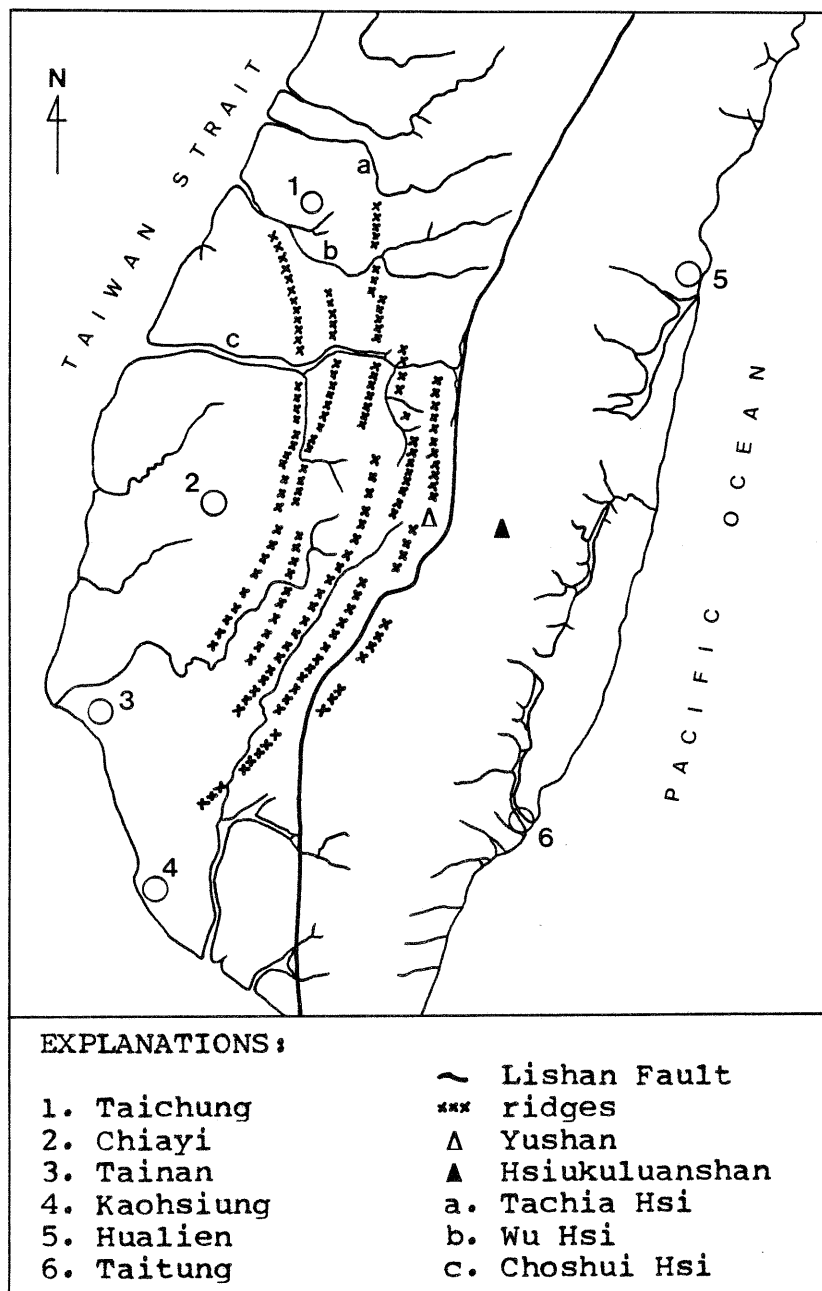 N
TAIWAN STRAIT
a
1
b
5
c
2
PACIFIC OCEAN
3
6
4
EXPLANATIONS:
1. Taichung
2. Chiayi
3. Tainan
4. Kaohsiung
5. Hualien
6. Taitung
Lishan Fault
ridges
Yushan
Hsiukuluanshan
a. Tachia Hsi
b. Wu Hsi
c. Choshui Hsi